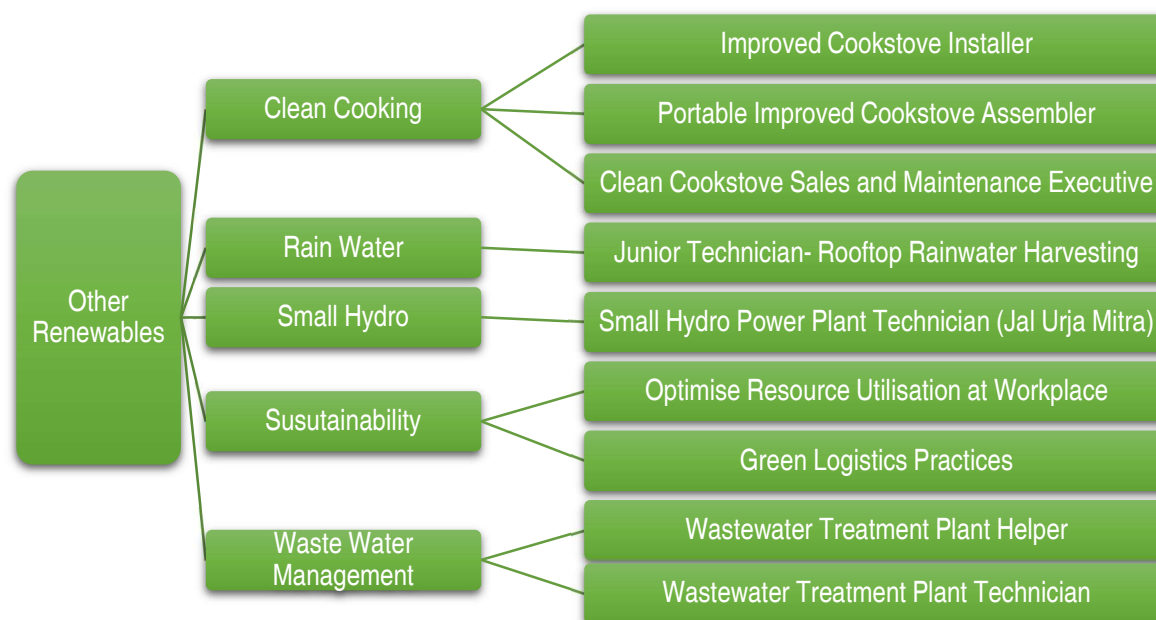 Other
Renewables
Clean Cooking
Improved Cookstove Installer
Portable Improved Cookstove Assembler
Clean Cookstove Sales and Maintenance Executive
Rain Water
Junior Technician- Rooftop Rainwater Harvesting
Small Hydro
Small Hydro Power Plant Technician (Jal Urja Mitra)
Susutainability
Optimise Resource Utilisation at Workplace
Green Logistics Practices
Waste Water
Management
Wastewater Treatment Plant Helper
Wastewater Treatment Plant Technician